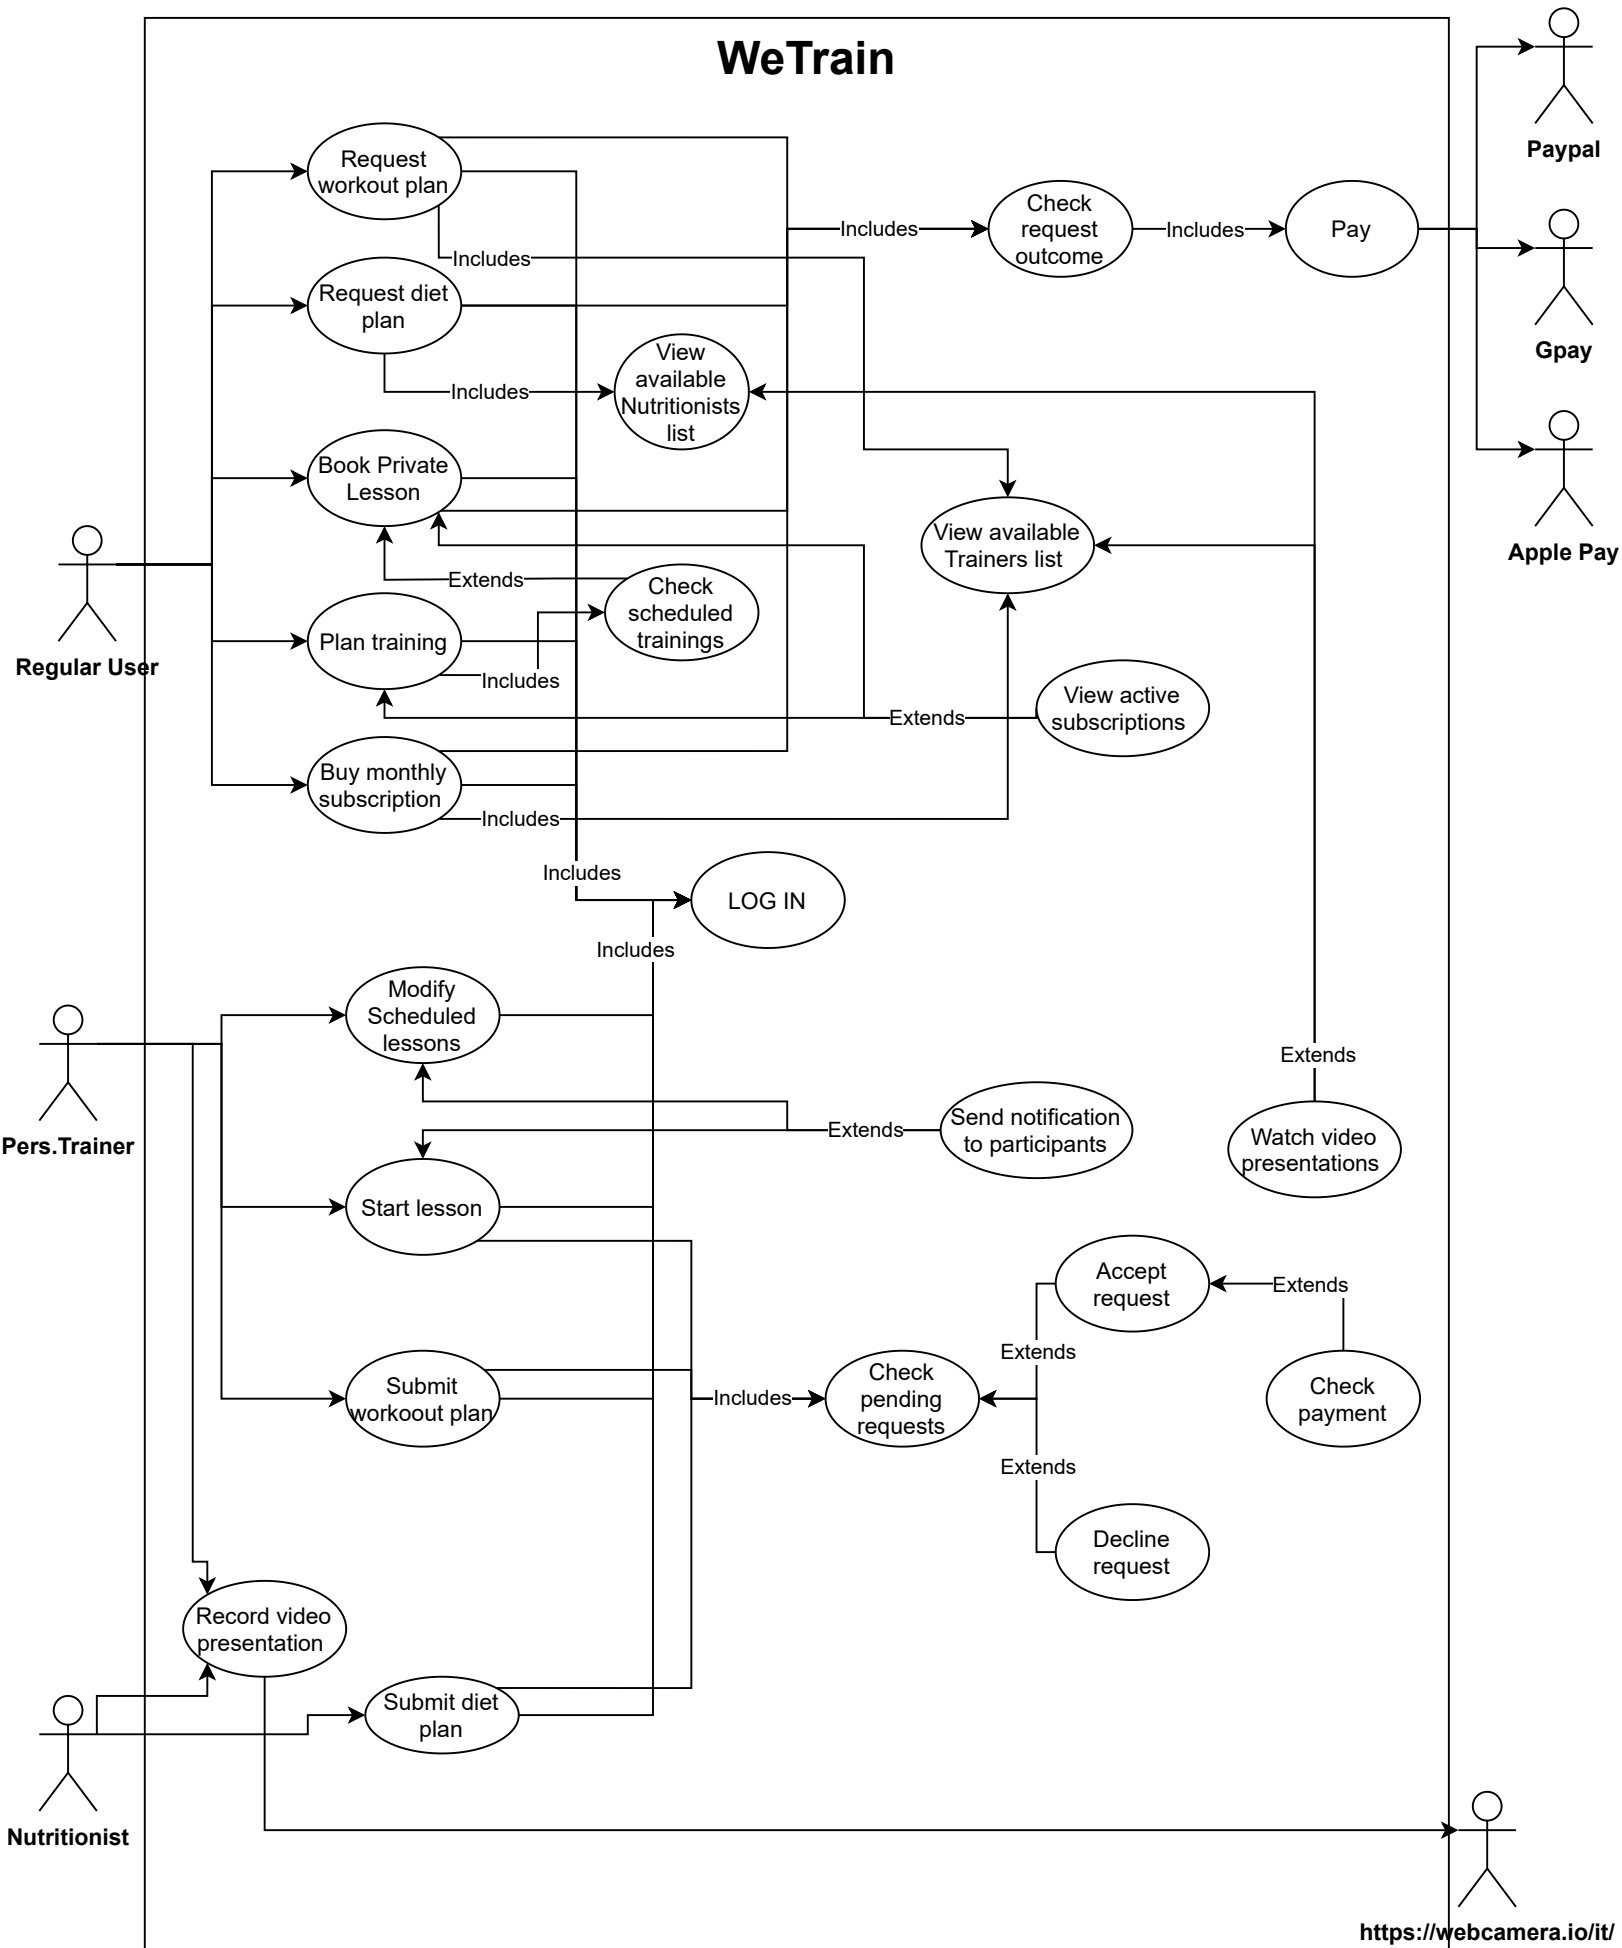 WeTrain
Paypal
Request
workout plan
Check
request
outcome
Includes
Includes
Pay
Includes
Request diet
plan
Gpay
View
available
Nutritionists
list
Includes
Book Private
Lesson
View available
Trainers list
Apple Pay
Extends
Check
scheduled
trainings
Regular User
Plan training
Includes
View active
subscriptions
Extends
Buy monthly
subscription
Includes
Includes
LOG IN
Includes
Modify
Scheduled
lessons
Extends
Pers.Trainer
Send notification
to participants
Extends
Watch video
presentations
Start lesson
Accept
request
Extends
Extends
Submit
workoout plan
Includes
Check
pending
requests
Check
payment
Extends
Decline
request
Record video
presentation
Submit diet
plan
Nutritionist
https://webcamera.io/it/